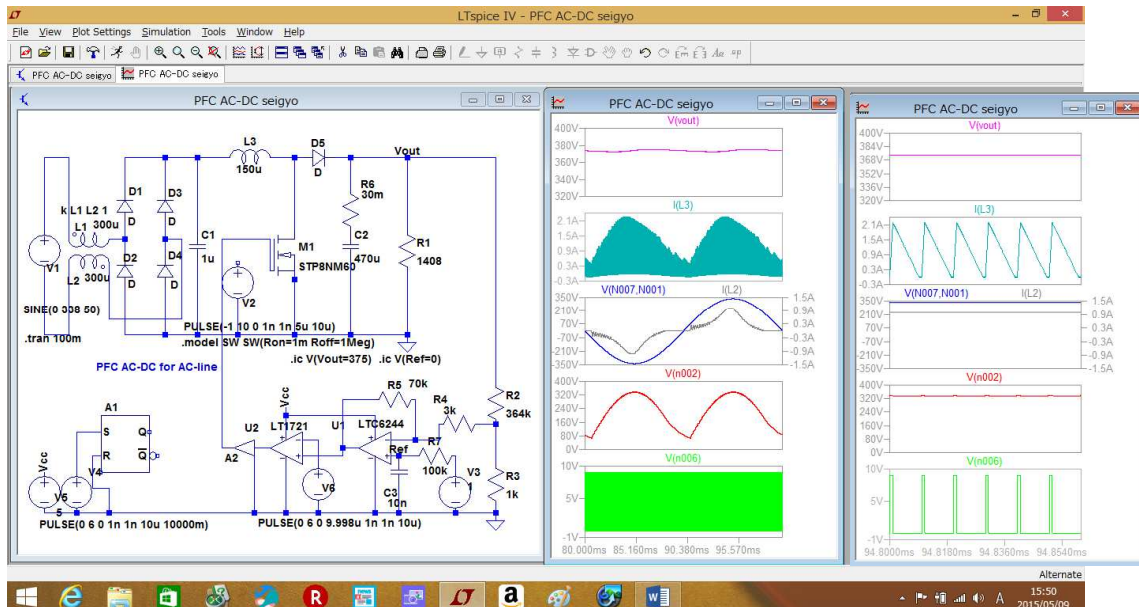 LTspice IV - PFC AC-DC seigyo
File View Plot Settings Simulation Tools Window Help
PFC AC-DC seigyo PFC AC-DC seigyo
PFC AC-DC seigyo
L3
150u
D5
D
Vout
D1
D
D3
D
R6
30m
k L1 L2 1
L1 300u
C1
1u
M1
STP8NM60
C2
470u
R1
1408
V1
D2
D
D4
D
L2
300u
V2
SINE(0 338 50)
PULSE(-1 10 0 1n 1n 5u 10u)
.tran 100m
.model SW SW(Ron=1m Roff=1Meg)
.ic V(Vout=375) .ic V(Ref=0)
PFC AC-DC for AC-line
R5 70k
R4
3k
R2
364k
A1
S Q
R Q
Vcc
U2
LT1721
U1
LTC6244
R7
100k
Ref
A2
Vcc
V4
V5
5
V6
C3
10n
V3
1
R3
1k
PULSE(0 6 0 1n 1n 10u 10000m)
PULSE(0 6 0 9.998u 1n 1n 10u)
PFC AC-DC seigyo
V(vout)
400V
380V
360V
340V
320V
I(L3)
2.1A
1.5A
0.9A
0.3A
-0.3A
V(N007,N001) I(L2)
350V 1.5A
210V 0.9A
70V 0.3A
-70V -0.3A
-210V -0.9A
-350V -1.5A
V(n002)
400V
320V
240V
160V
80V
0V
V(n006)
9V
5V
-1V
80.000ms 85.160ms 90.380ms 95.570ms
PFC AC-DC seigyo
V(vout)
400V
384V
368V
352V
336V
320V
I(L3)
2.1A
1.5A
0.9A
0.3A
-0.3A
V(N007,N001) I(L2)
350V 1.5A
210V 0.9A
70V 0.3A
-70V -0.3A
-210V -0.9A
-350V -1.5A
V(n002)
400V
320V
240V
160V
80V
0V
V(n006)
9V
5V
-1V
94.8000ms 94.8180ms 94.8360ms 94.8540ms
Alternate
A
15:50
2015/05/09